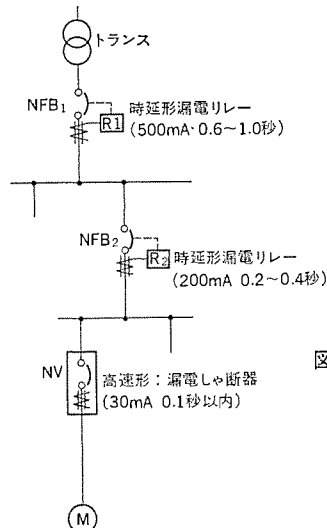 トランス
NFB₁
R1
時延形漏電リレー
(500mA·0.6～1.0秒)
NFB₂
R₂
時延形漏電リレー
(200mA 0.2～0.4秒)
図
NV
高速形：漏電しゃ断器
(30mA 0.1秒以内)
M